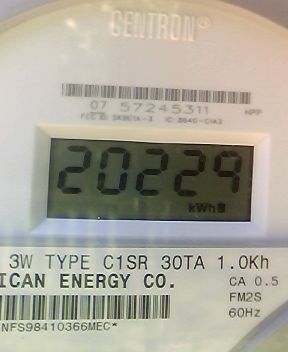 CENTRON®
07 57245311
20229
kWh
3W TYPE C1SR 30TA 1.0Kh
ICAN ENERGY CO.
CA 0.5
FM2S
60Hz
NFS98410366MEC*